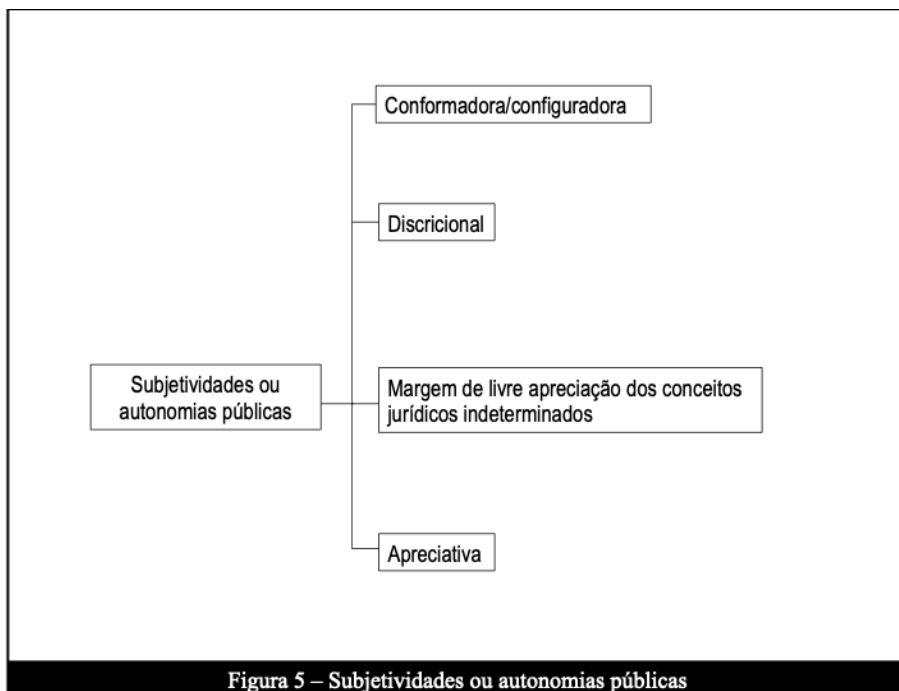 Conformadora/configuradora
Discricional
Subjetividades ou
autonomias públicas
Margem de livre apreciação dos conceitos
jurídicos indeterminados
Apreciativa
Figura 5 – Subjetividades ou autonomias públicas